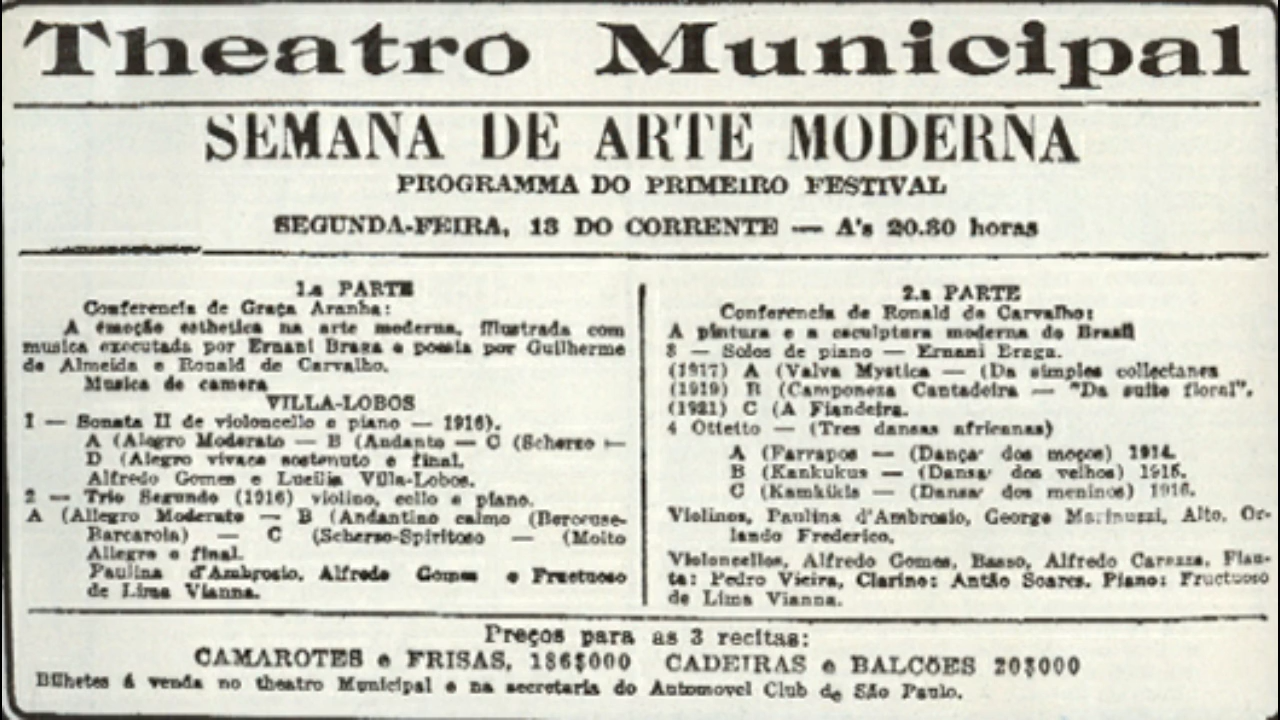 Theatro Municipal
SEMANA DE ARTE MODERNA
PROGRAMMA DO PRIMEIRO FESTIVAL
SEGUNDA-FEIRA, 13 DO CORRENTE — A's 20.30 horas
1.a PARTE
Conferencia de Graça Aranha:
A emoção esthetica na arte moderna, illustrada com
musica executada por Ernani Braga e poesia por Guilherme
de Almeida e Ronald de Carvalho.
Musica de camera
VILLA-LOBOS
1 — Sonata II de violoncello e piano — 1916).
A (Alegro Moderato — B (Andante — C (Scherzo —
D (Alegro vivace sostenuto e final.
Alfredo Gomes e Lucilia Villa-Lobos.
2 — Trio Segundo (1916) violino, cello e piano.
A (Allegro Moderato — B (Andantino calmo (Berceuse-
Barcarola) — C (Scherso-Spiritoso — (Molto
Allegro e final.
Paulina d'Ambrosio, Alfredo Gomes e Fructuoso
de Lima Vianna.
2.a PARTE
Conferencia de Ronald de Carvalho:
A pintura e a esculptura moderna do Brasil
3 — Solos de piano — Ernani Braga.
(1917) A (Valva Mystica — (Da simples collectanea
(1919) B (Camponeza Cantadeira — "Da suite floral".
(1921) C (A Fiandeira.
4 Ottetto — (Tres dansas africanas)
A (Farrapos — (Dança dos moços) 1914.
B (Kankukus — (Dansa dos velhos) 1915.
C (Kamkikis — (Dansa dos meninos) 1916.
Violinos, Paulina d'Ambrosio, George Marinuzzi, Alto, Or-
lando Frederico.
Violoncellos, Alfredo Gomes, Basso, Alfredo Carazza, Flau-
ta: Pedro Vieira, Clarino: Antão Soares. Piano: Fructuoso
de Lima Vianna.
Preços para as 3 recitas:
CAMAROTES e FRISAS, 186$000 CADEIRAS e BALCÕES 20$000
Bilhetes á venda no theatro Municipal e na secretaria do Automovel Club de São Paulo.